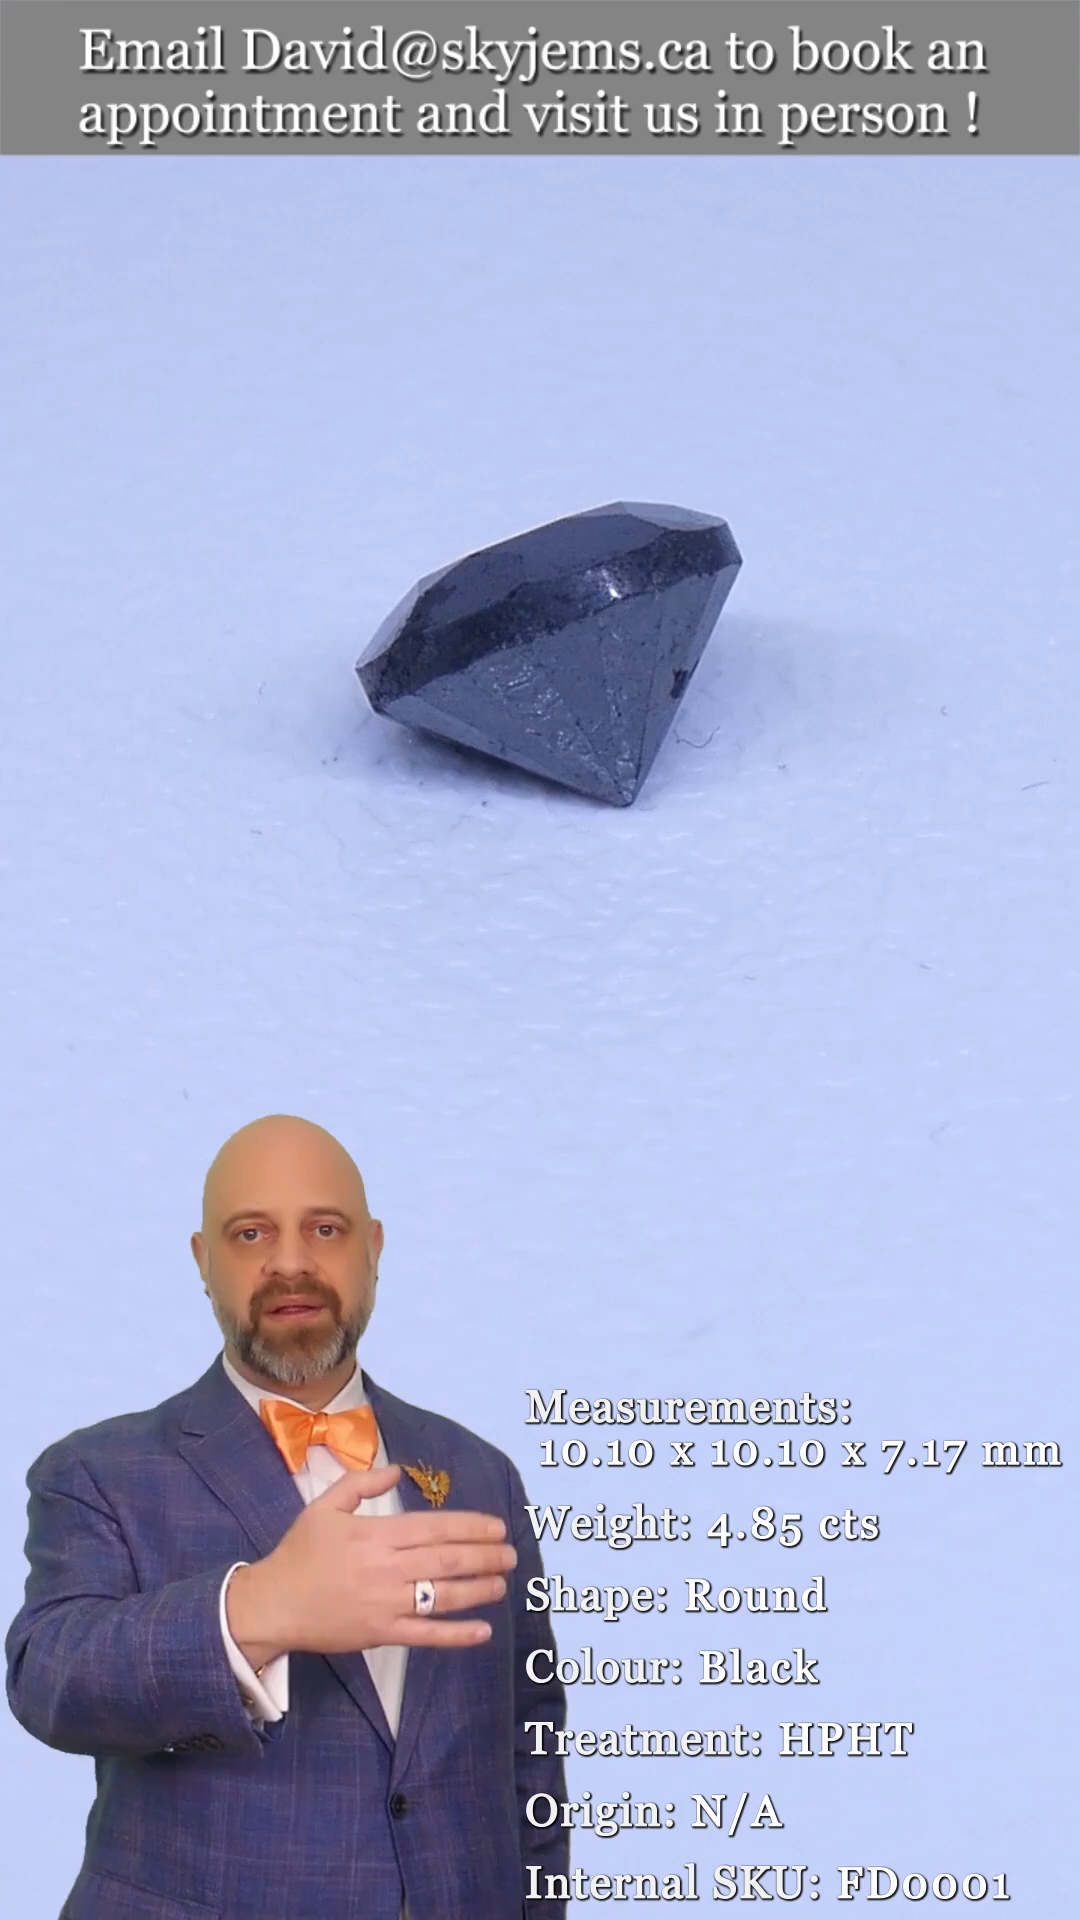 Email David@skyjems.ca to book an
appointment and visit us in person !
Measurements:
10.10 x 10.10 x 7.17 mm
Weight: 4.85 cts
Shape: Round
Colour: Black
Treatment: HPHT
Origin: N/A
Internal SKU: FD0001